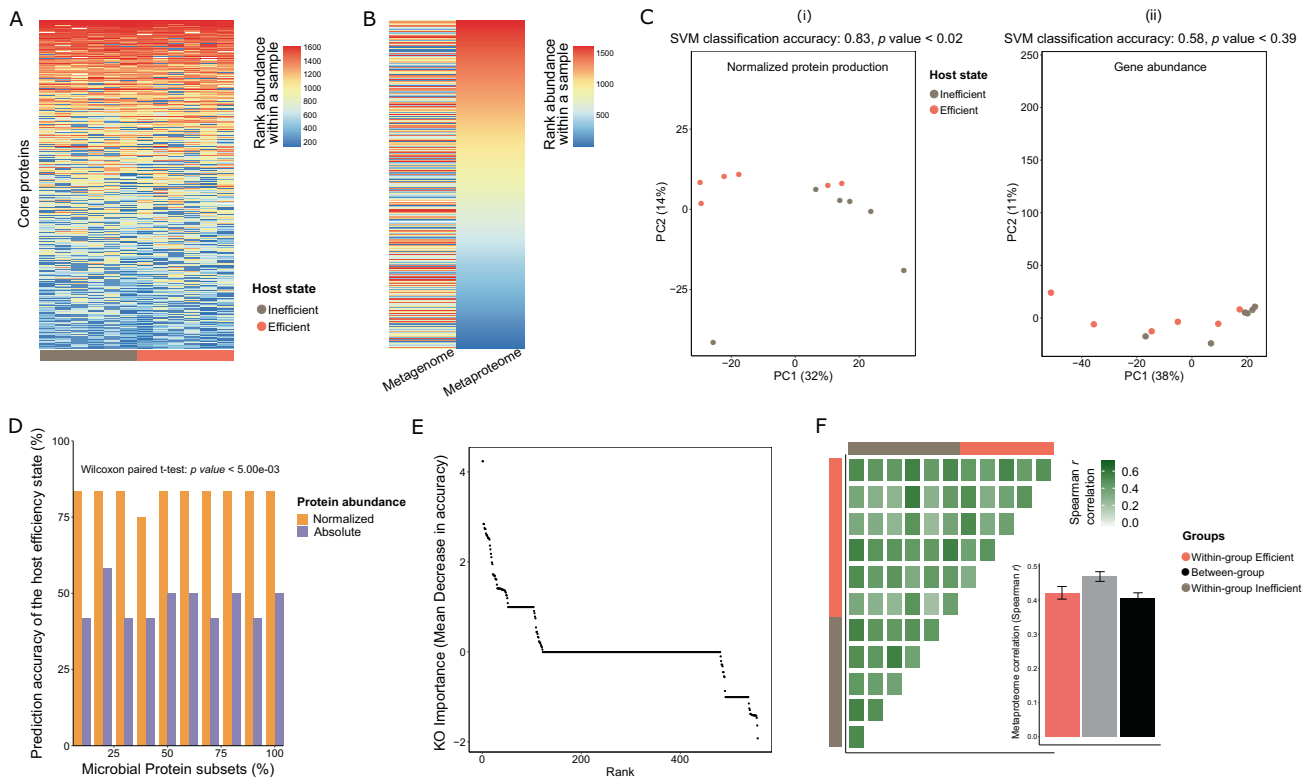 A
Core proteins
1600
1400
1200
1000
800
600
400
200
Rank abundance
within a sample
Host state
Inefficient
Efficient
B
1500
1000
500
Rank abundance
within a sample
Metagenome
Metaproteome
C
(i)
SVM classification accuracy: 0.83, p value < 0.02
Normalized protein production
25
0
−25
PC2 (14%)
−20
0
20
PC1 (32%)
Host state
Inefficient
Efficient
(ii)
SVM classification accuracy: 0.58, p value < 0.39
Gene abundance
250
200
150
100
50
0
PC2 (11%)
−40
−20
0
20
PC1 (38%)
D
Prediction accuracy of the host efficiency state (%)
100
75
50
25
0
Wilcoxon paired t-test: p value < 5.00e-03
25
50
75
100
Microbial Protein subsets (%)
Protein abundance
Normalized
Absolute
E
KO Importance (Mean Decrease in accuracy)
4
2
0
−2
0
200
400
Rank
F
Spearman r
correlation
0.6
0.4
0.2
0.0
Metaproteome correlation (Spearman r)
0.5
0.4
0.3
0.2
0.1
0.0
Groups
Within-group Efficient
Between-group
Within-group Inefficient